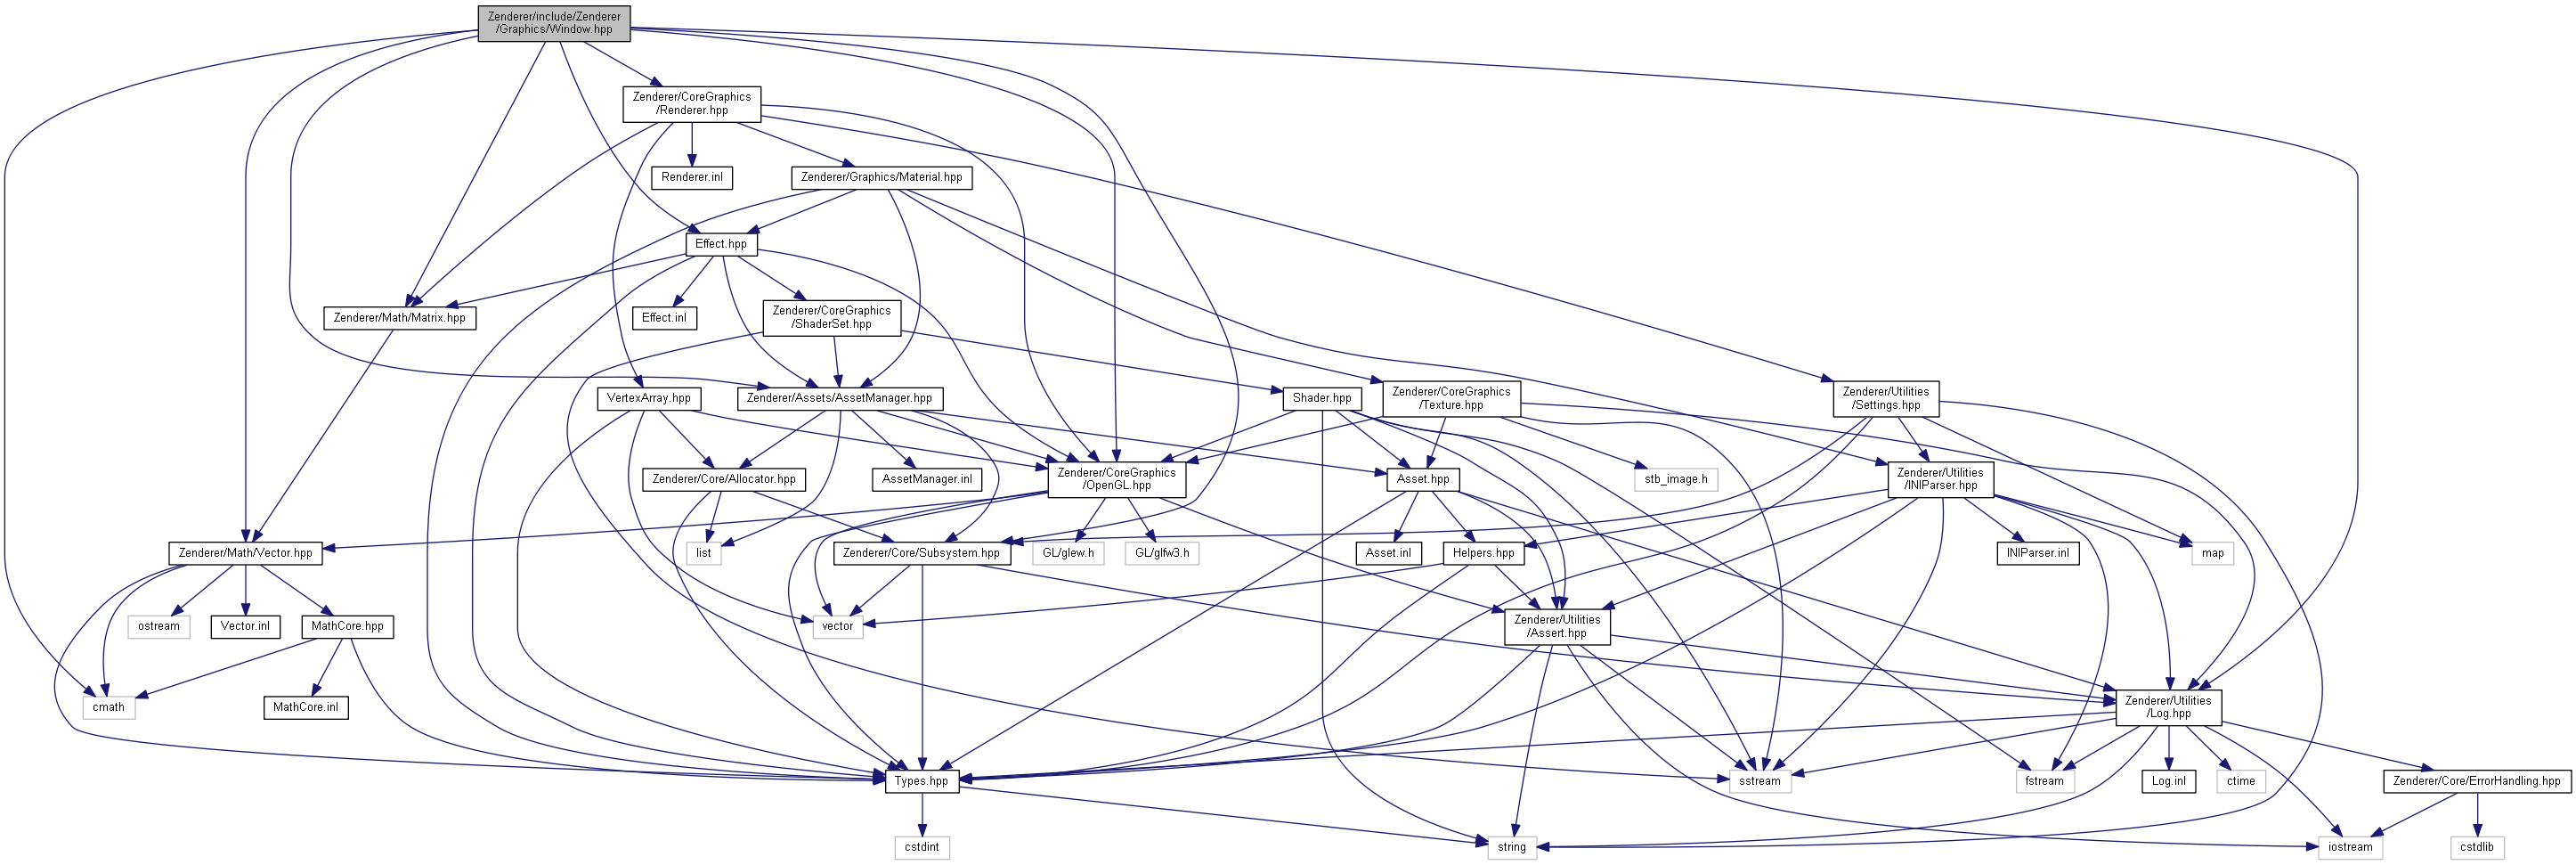 Zenderer/include/Zenderer
/Graphics/Window.hpp
Zenderer/CoreGraphics
/Renderer.hpp
Renderer.inl
Zenderer/Graphics/Material.hpp
Effect.hpp
Zenderer/Math/Matrix.hpp
Effect.inl
Zenderer/CoreGraphics
/ShaderSet.hpp
VertexArray.hpp
Zenderer/Assets/AssetManager.hpp
Shader.hpp
Zenderer/CoreGraphics
/Texture.hpp
Zenderer/Utilities
/Settings.hpp
Zenderer/Core/Allocator.hpp
AssetManager.inl
Zenderer/CoreGraphics
/OpenGL.hpp
Asset.hpp
stb_image.h
Zenderer/Utilities
/INIParser.hpp
Zenderer/Math/Vector.hpp
list
Zenderer/Core/Subsystem.hpp
GL/glew.h
GL/glfw3.h
Asset.inl
Helpers.hpp
INIParser.inl
map
ostream
Vector.inl
MathCore.hpp
vector
Zenderer/Utilities
/Assert.hpp
cmath
MathCore.inl
Zenderer/Utilities
/Log.hpp
Types.hpp
sstream
fstream
Log.inl
ctime
Zenderer/Core/ErrorHandling.hpp
cstdint
string
iostream
cstdlib